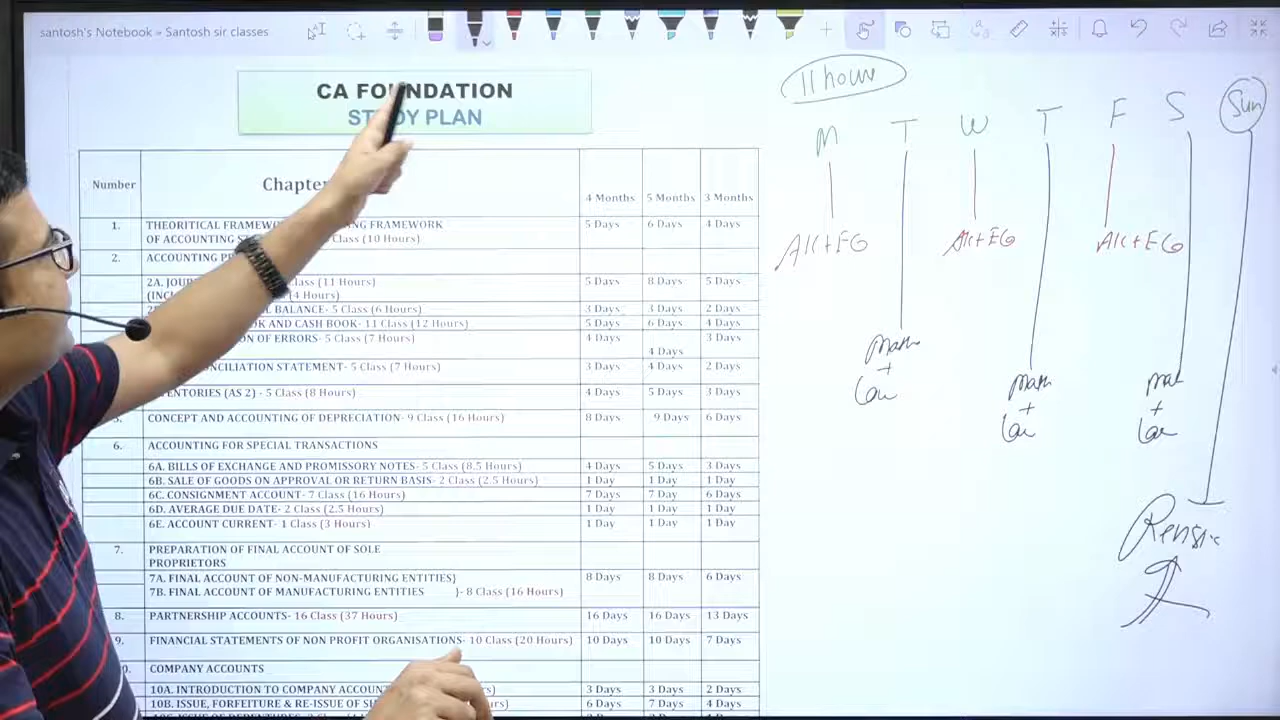 santosh's Notebook » Santosh sir classes
CA FOUNDATION
STUDY PLAN
Number Chapter 4 Months 5 Months 3 Months
1. THEORITICAL FRAMEWORK FRAMEWORK 5 Days 6 Days 4 Days
OF ACCOUNTING Class (10 Hours)
2. ACCOUNTING
Class (11 Hours) 5 Days 8 Days 5 Days
(4 Hours)
BALANCE- 5 Class (6 Hours) 3 Days 3 Days 2 Days
AND CASH BOOK- 11 Class (12 Hours) 5 Days 6 Days 4 Days
OF ERRORS- 5 Class (7 Hours) 4 Days 4 Days 3 Days
STATEMENT- 5 Class (7 Hours) 3 Days 4 Days 2 Days
(AS 2) - 5 Class (8 Hours) 4 Days 5 Days 3 Days
CONCEPT AND ACCOUNTING OF DEPRECIATION- 9 Class (16 Hours) 8 Days 9 Days 6 Days
6. ACCOUNTING FOR SPECIAL TRANSACTIONS
6A. BILLS OF EXCHANGE AND PROMISSORY NOTES- 5 Class (8.5 Hours) 4 Days 5 Days 3 Days
6B. SALE OF GOODS ON APPROVAL OR RETURN BASIS- 2 Class (2.5 Hours) 1 Day 1 Day 1 Day
6C. CONSIGNMENT ACCOUNT- 7 Class (16 Hours) 7 Days 7 Day 6 Days
6D. AVERAGE DUE DATE- 2 Class (2.5 Hours) 1 Day 1 Day 1 Day
6E. ACCOUNT CURRENT- 1 Class (3 Hours) 1 Day 1 Day 1 Day
7. PREPARATION OF FINAL ACCOUNT OF SOLE
PROPRIETORS
7A. FINAL ACCOUNT OF NON-MANUFACTURING ENTITIES} 8 Days 8 Days 6 Days
7B. FINAL ACCOUNT OF MANUFACTURING ENTITIES }- 8 Class (16 Hours)
8. PARTNERSHIP ACCOUNTS- 16 Class (37 Hours) 16 Days 16 Days 13 Days
9. FINANCIAL STATEMENTS OF NON PROFIT ORGANISATIONS- 10 Class (20 Hours) 10 Days 10 Days 7 Days
COMPANY ACCOUNTS
10A. INTRODUCTION TO COMPANY 3 Days 3 Days 2 Days
10B. ISSUE, FORFEITURE & RE-ISSUE OF 6 Days 7 Days
11 hour
M T W T F S Sun
A/c+EG A/c+EG A/c+EG
Math
+
Law
Math
+
Law
+
Law